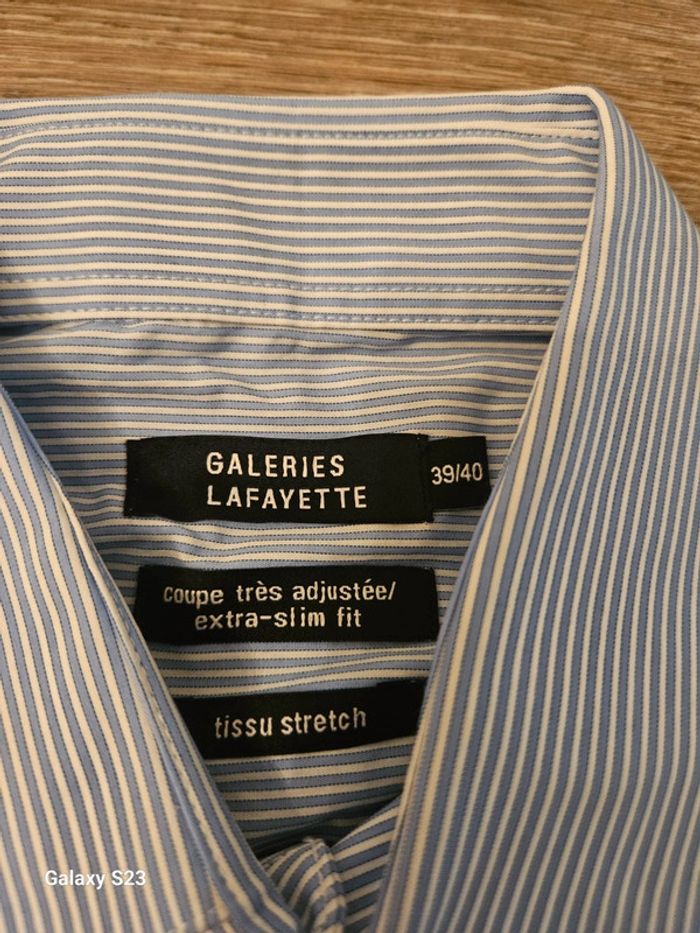 GALERIES
LAFAYETTE
39/40
coupe très adjustée/
extra-slim fit
tissu stretch
Galaxy S23